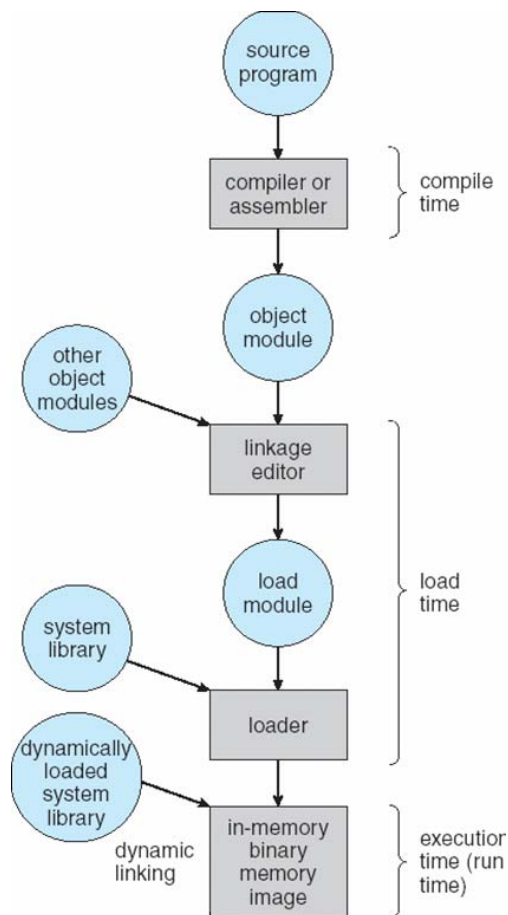 source
program
compiler or
assembler
compile
time
object
module
other
object
modules
linkage
editor
load
module
load
time
system
library
loader
dynamically
loaded
system
library
dynamic
linking
in-memory
binary
memory
image
execution
time (run
time)